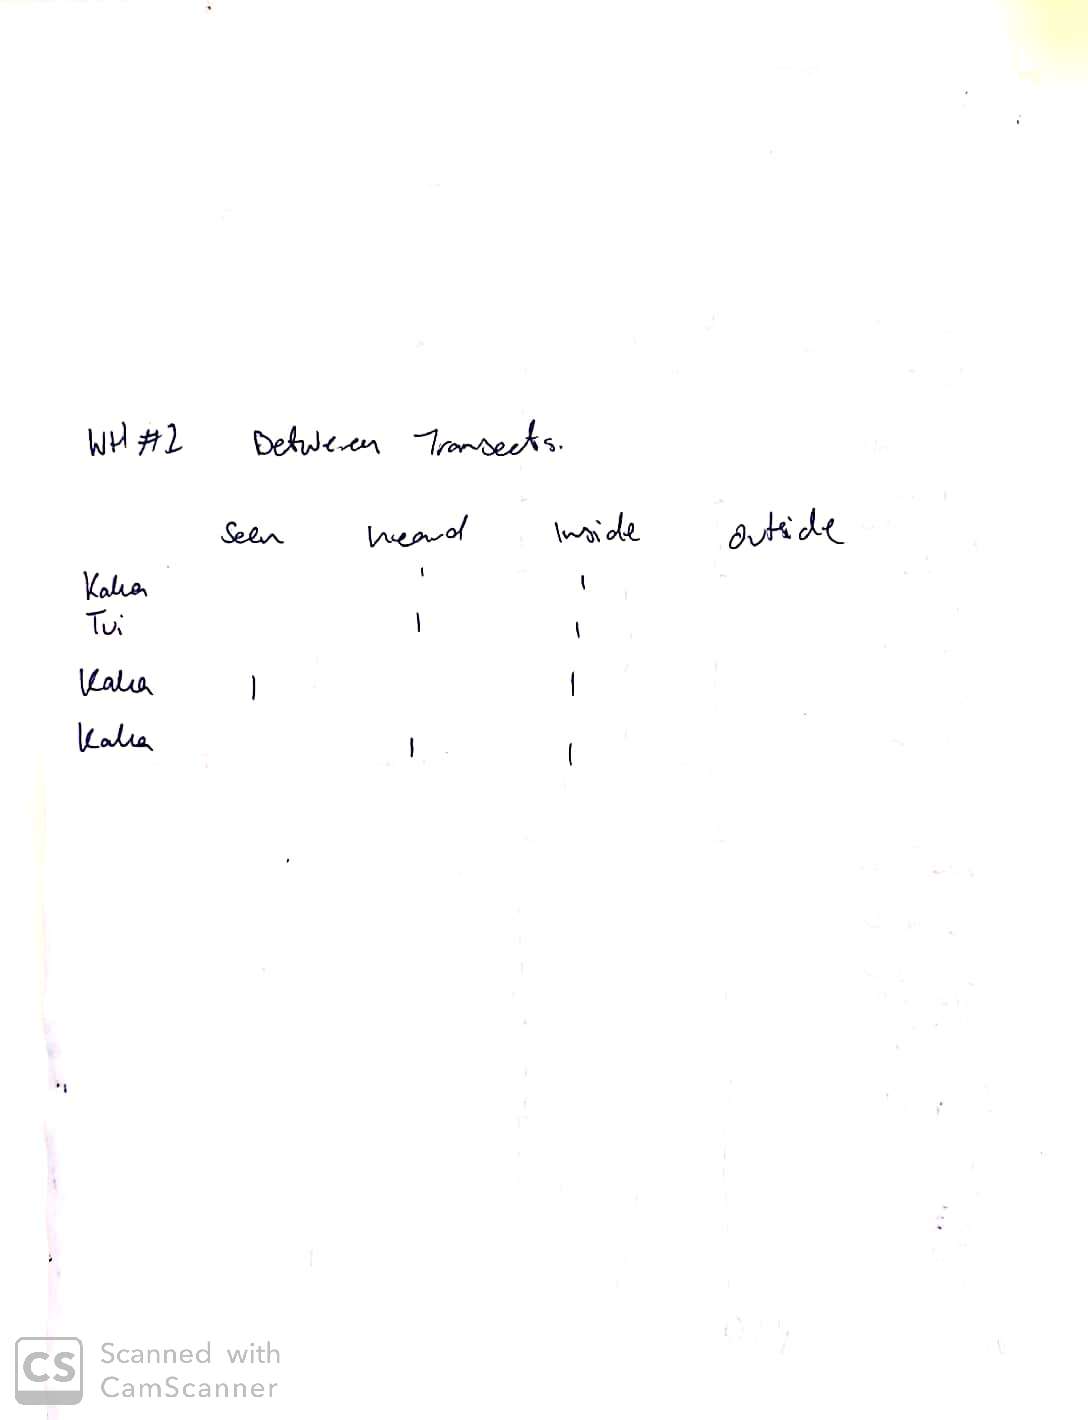 WH #2 Between Transects.
Seen Heard Inside Outside
Kaka 1 1
Tui 1 1
Kaka 1 1
Kaka 1 1
CS Scanned with
CamScanner